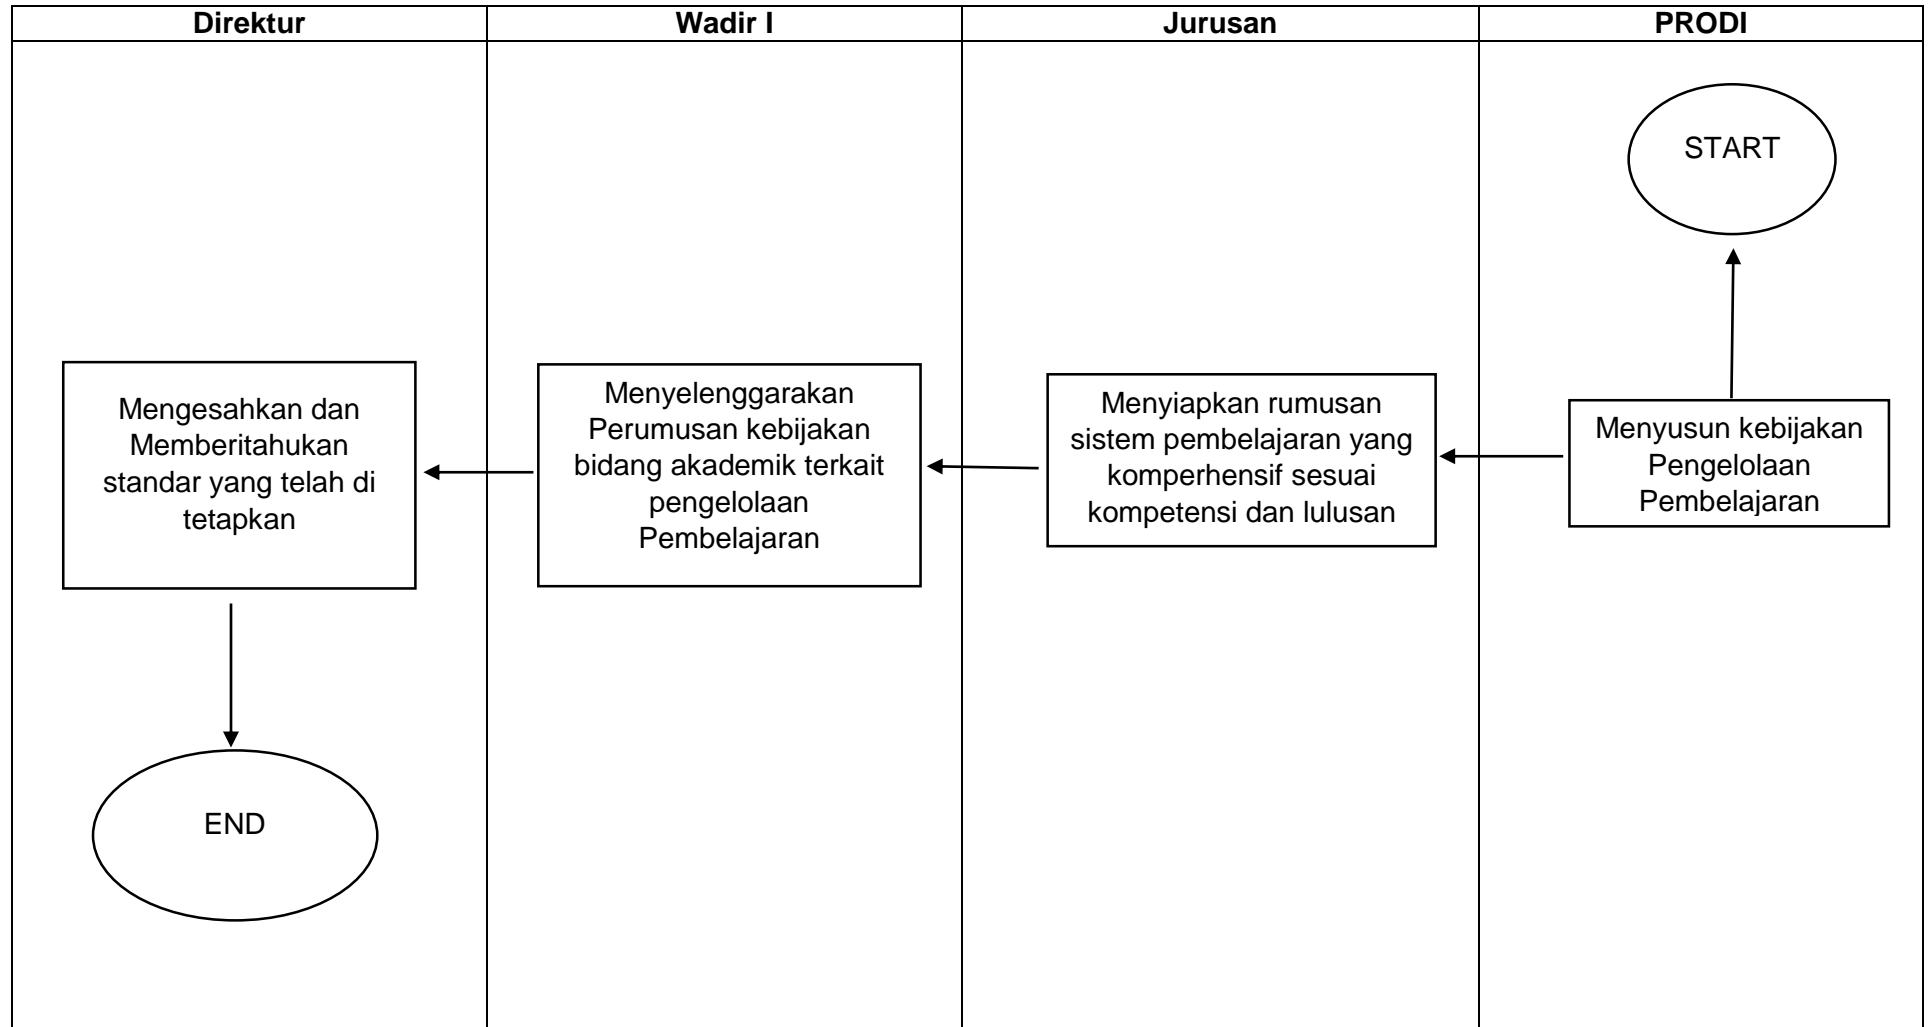 Direktur
Wadir I
Jurusan
PRODI
START
Mengesahkan dan
Memberitahukan
standar yang telah di
tetapkan
Menyelenggarakan
Perumusan kebijakan
bidang akademik terkait
pengelolaan
Pembelajaran
Menyiapkan rumusan
sistem pembelajaran yang
komperhensif sesuai
kompetensi dan lulusan
Menyusun kebijakan
Pengelolaan
Pembelajaran
END